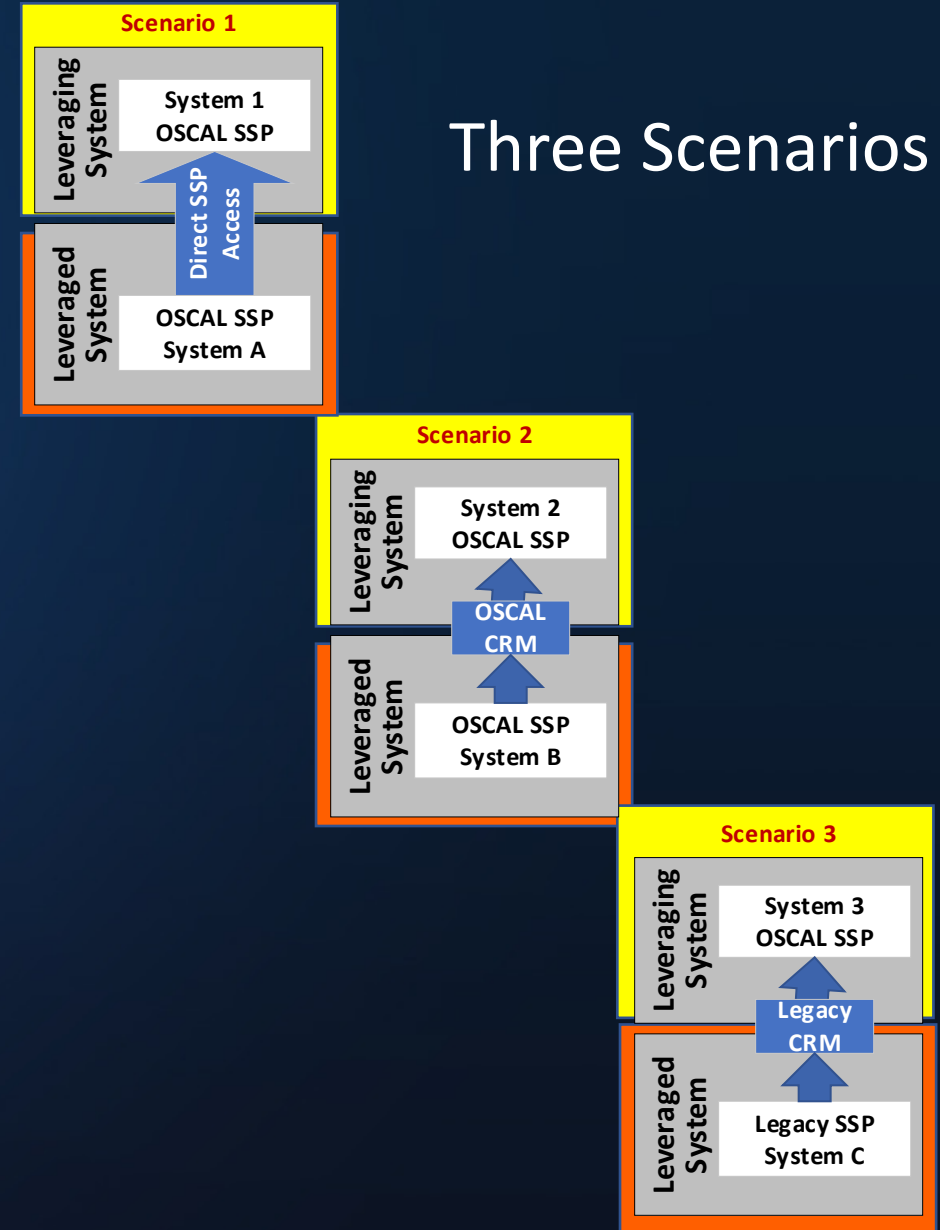 Three Scenarios
Scenario 1
Leveraging
System
System 1
OSCAL SSP
Direct SSP
Access
Leveraged
System
OSCAL SSP
System A
Scenario 2
Leveraging
System
System 2
OSCAL SSP
OSCAL
CRM
Leveraged
System
OSCAL SSP
System B
Scenario 3
Leveraging
System
System 3
OSCAL SSP
Legacy
CRM
Leveraged
System
Legacy SSP
System C